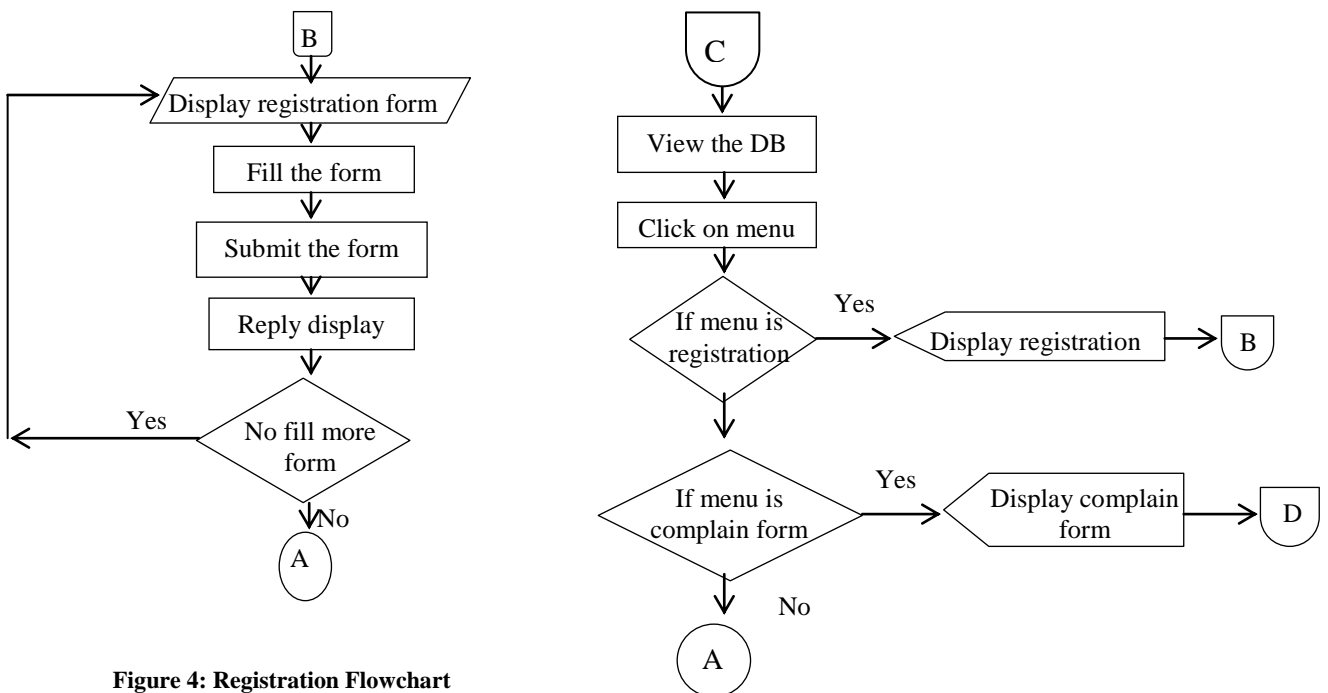 B
Display registration form
Fill the form
Submit the form
Reply display
Yes
No fill more
form
No
A
Figure 4: Registration Flowchart
C
View the DB
Click on menu
If menu is
registration
Yes
Display registration
B
If menu is
complain form
Yes
Display complain
form
D
No
A